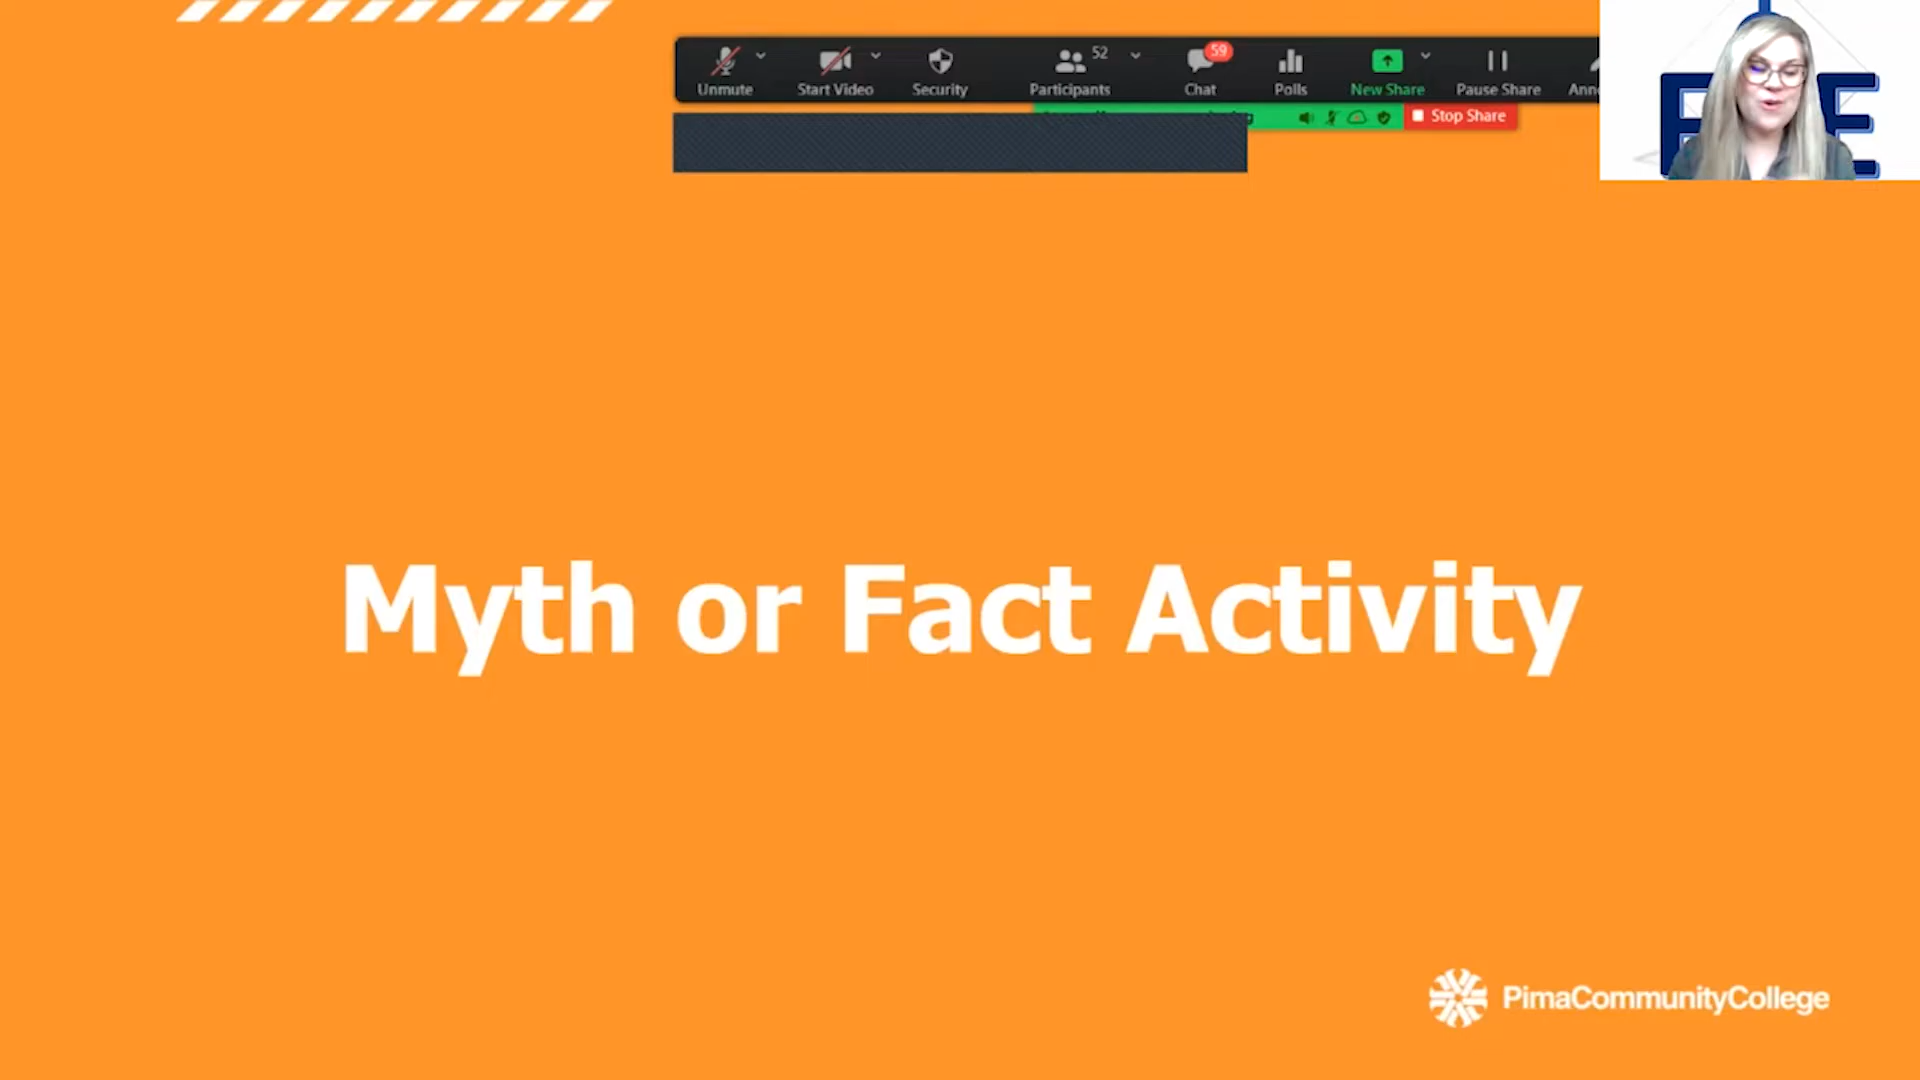 52
59
Unmute
Start Video
Security
Participants
Chat
Polls
New Share
Pause Share
Stop Share
Myth or Fact Activity
PimaCommunityCollege